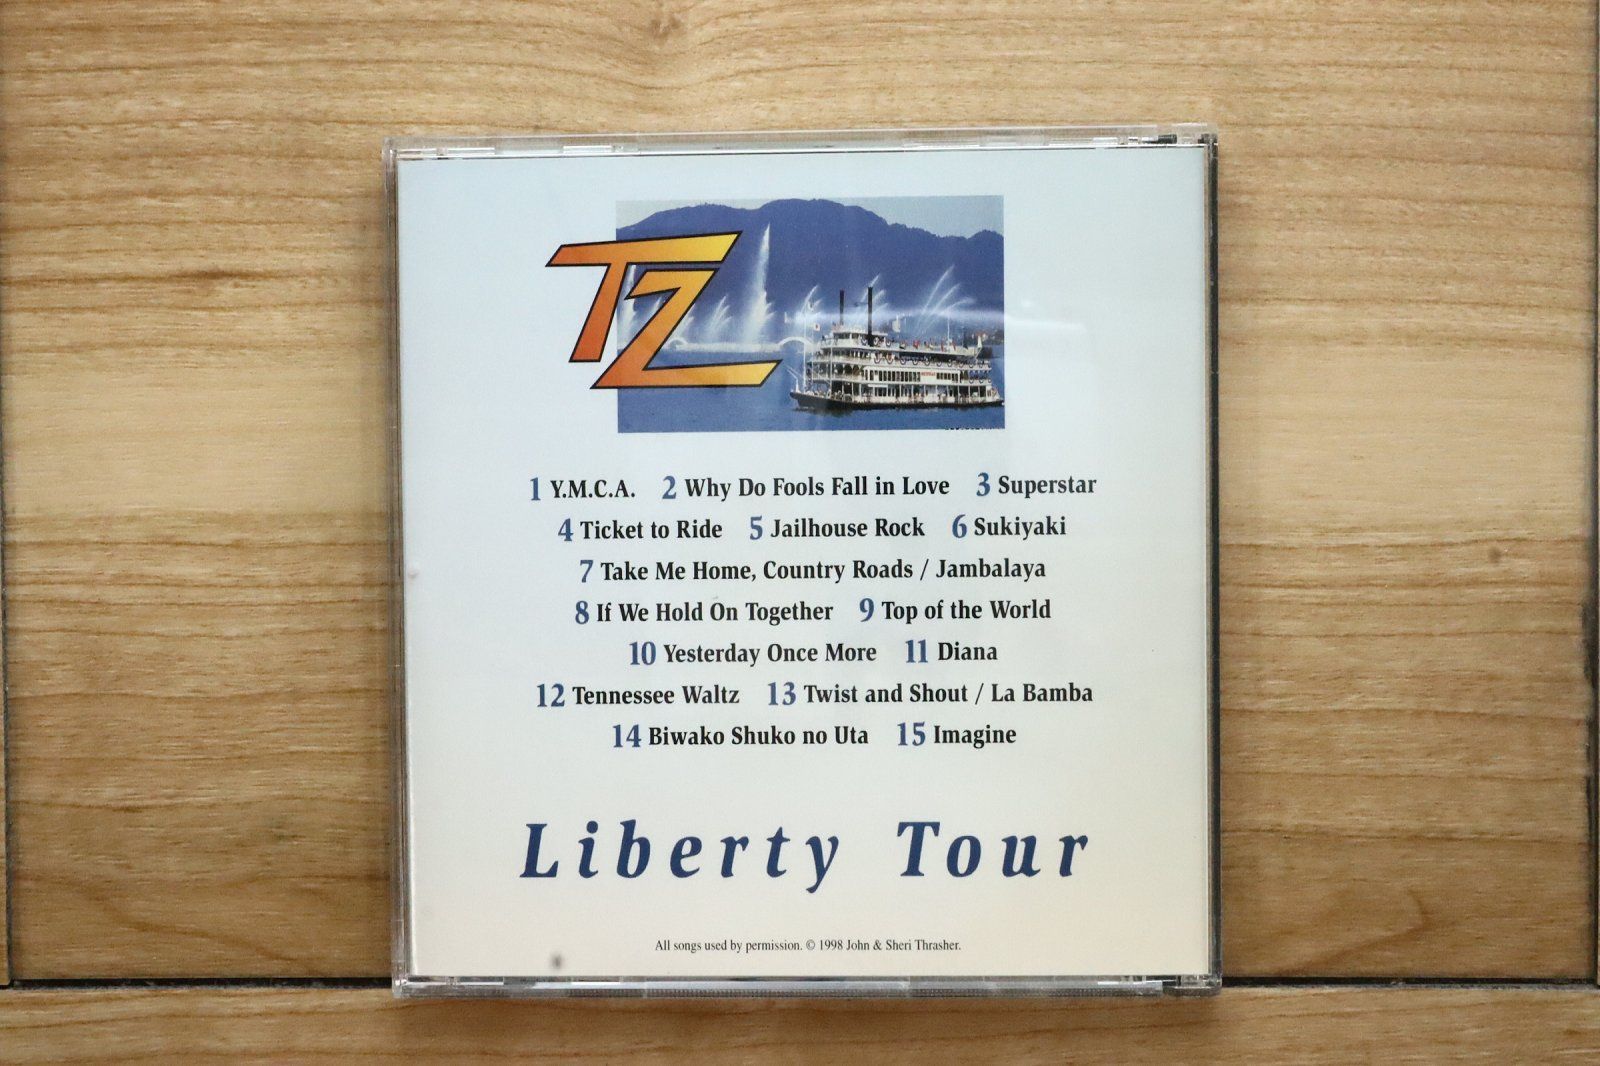 TZ
1 Y.M.C.A. 2 Why Do Fools Fall in Love 3 Superstar
4 Ticket to Ride 5 Jailhouse Rock 6 Sukiyaki
7 Take Me Home, Country Roads / Jambalaya
8 If We Hold On Together 9 Top of the World
10 Yesterday Once More 11 Diana
12 Tennessee Waltz 13 Twist and Shout / La Bamba
14 Biwako Shuko no Uta 15 Imagine
Liberty Tour
All songs used by permission. © 1998 John & Sheri Thrasher.